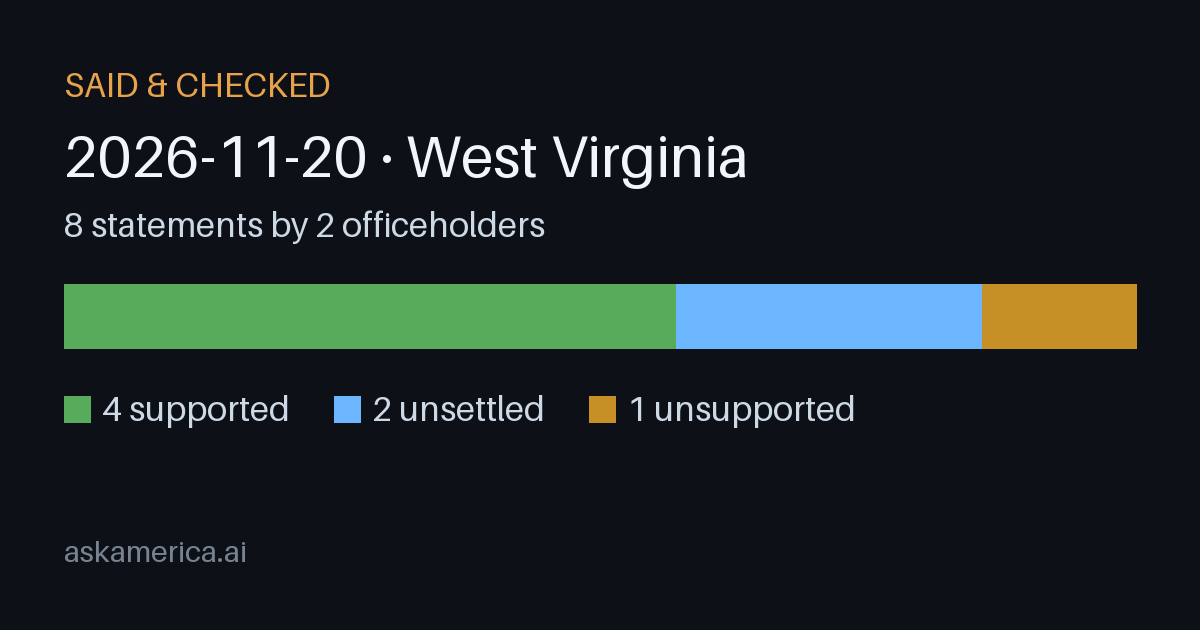 SAID & CHECKED
2026-11-20 · West Virginia
8 statements by 2 officeholders
4 supported 2 unsettled 1 unsupported
askamerica.ai